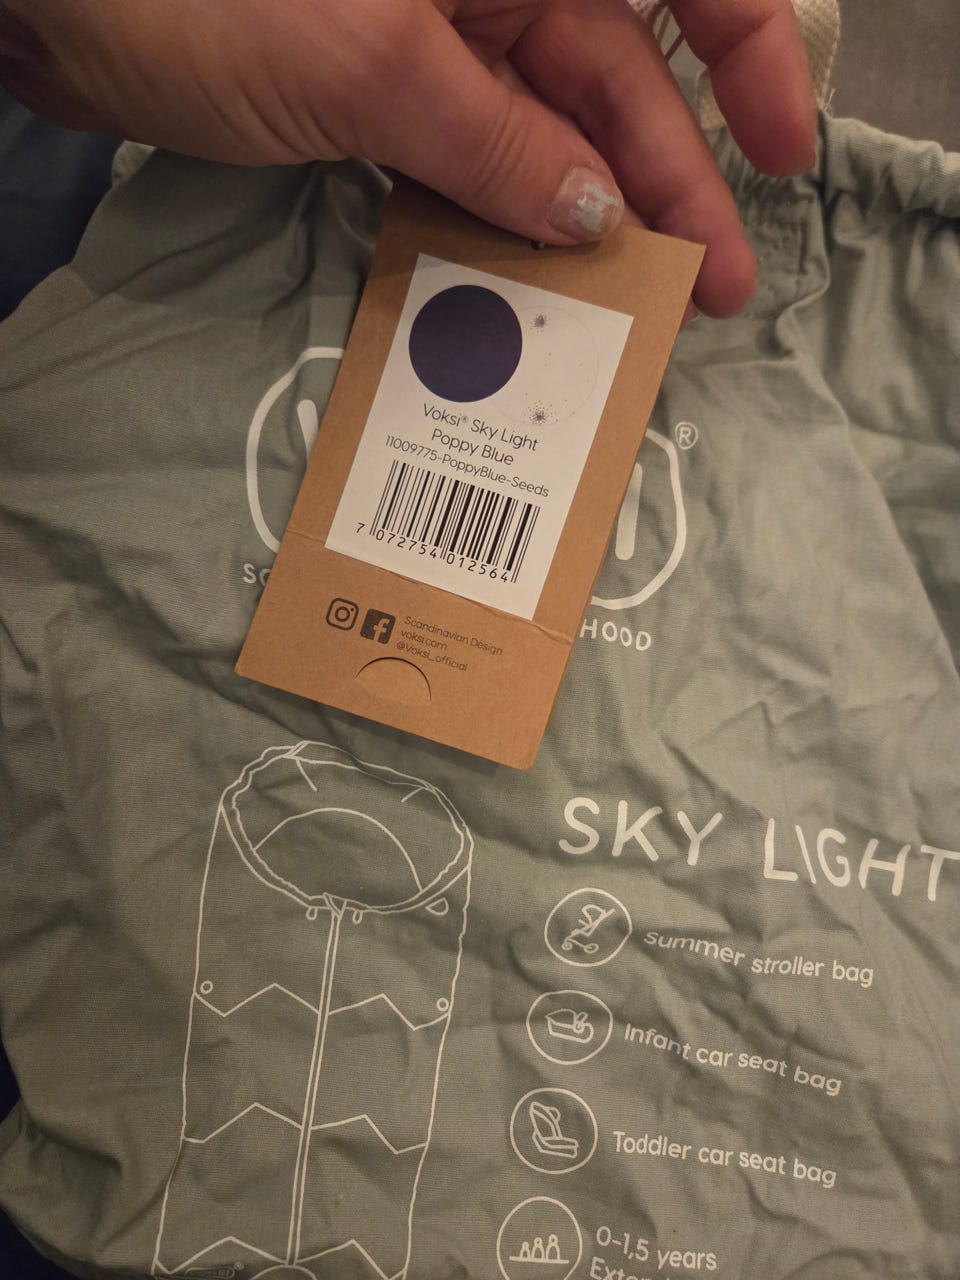 Voksi® Sky Light
Poppy Blue
11009775-PoppyBlue-Seeds
7 072754 012564
Scandinavian Design
voksi.com
@Voksi_official
®
HOOD
SKY LIGHT
summer stroller bag
Infant car seat bag
Toddler car seat bag
0-1,5 years